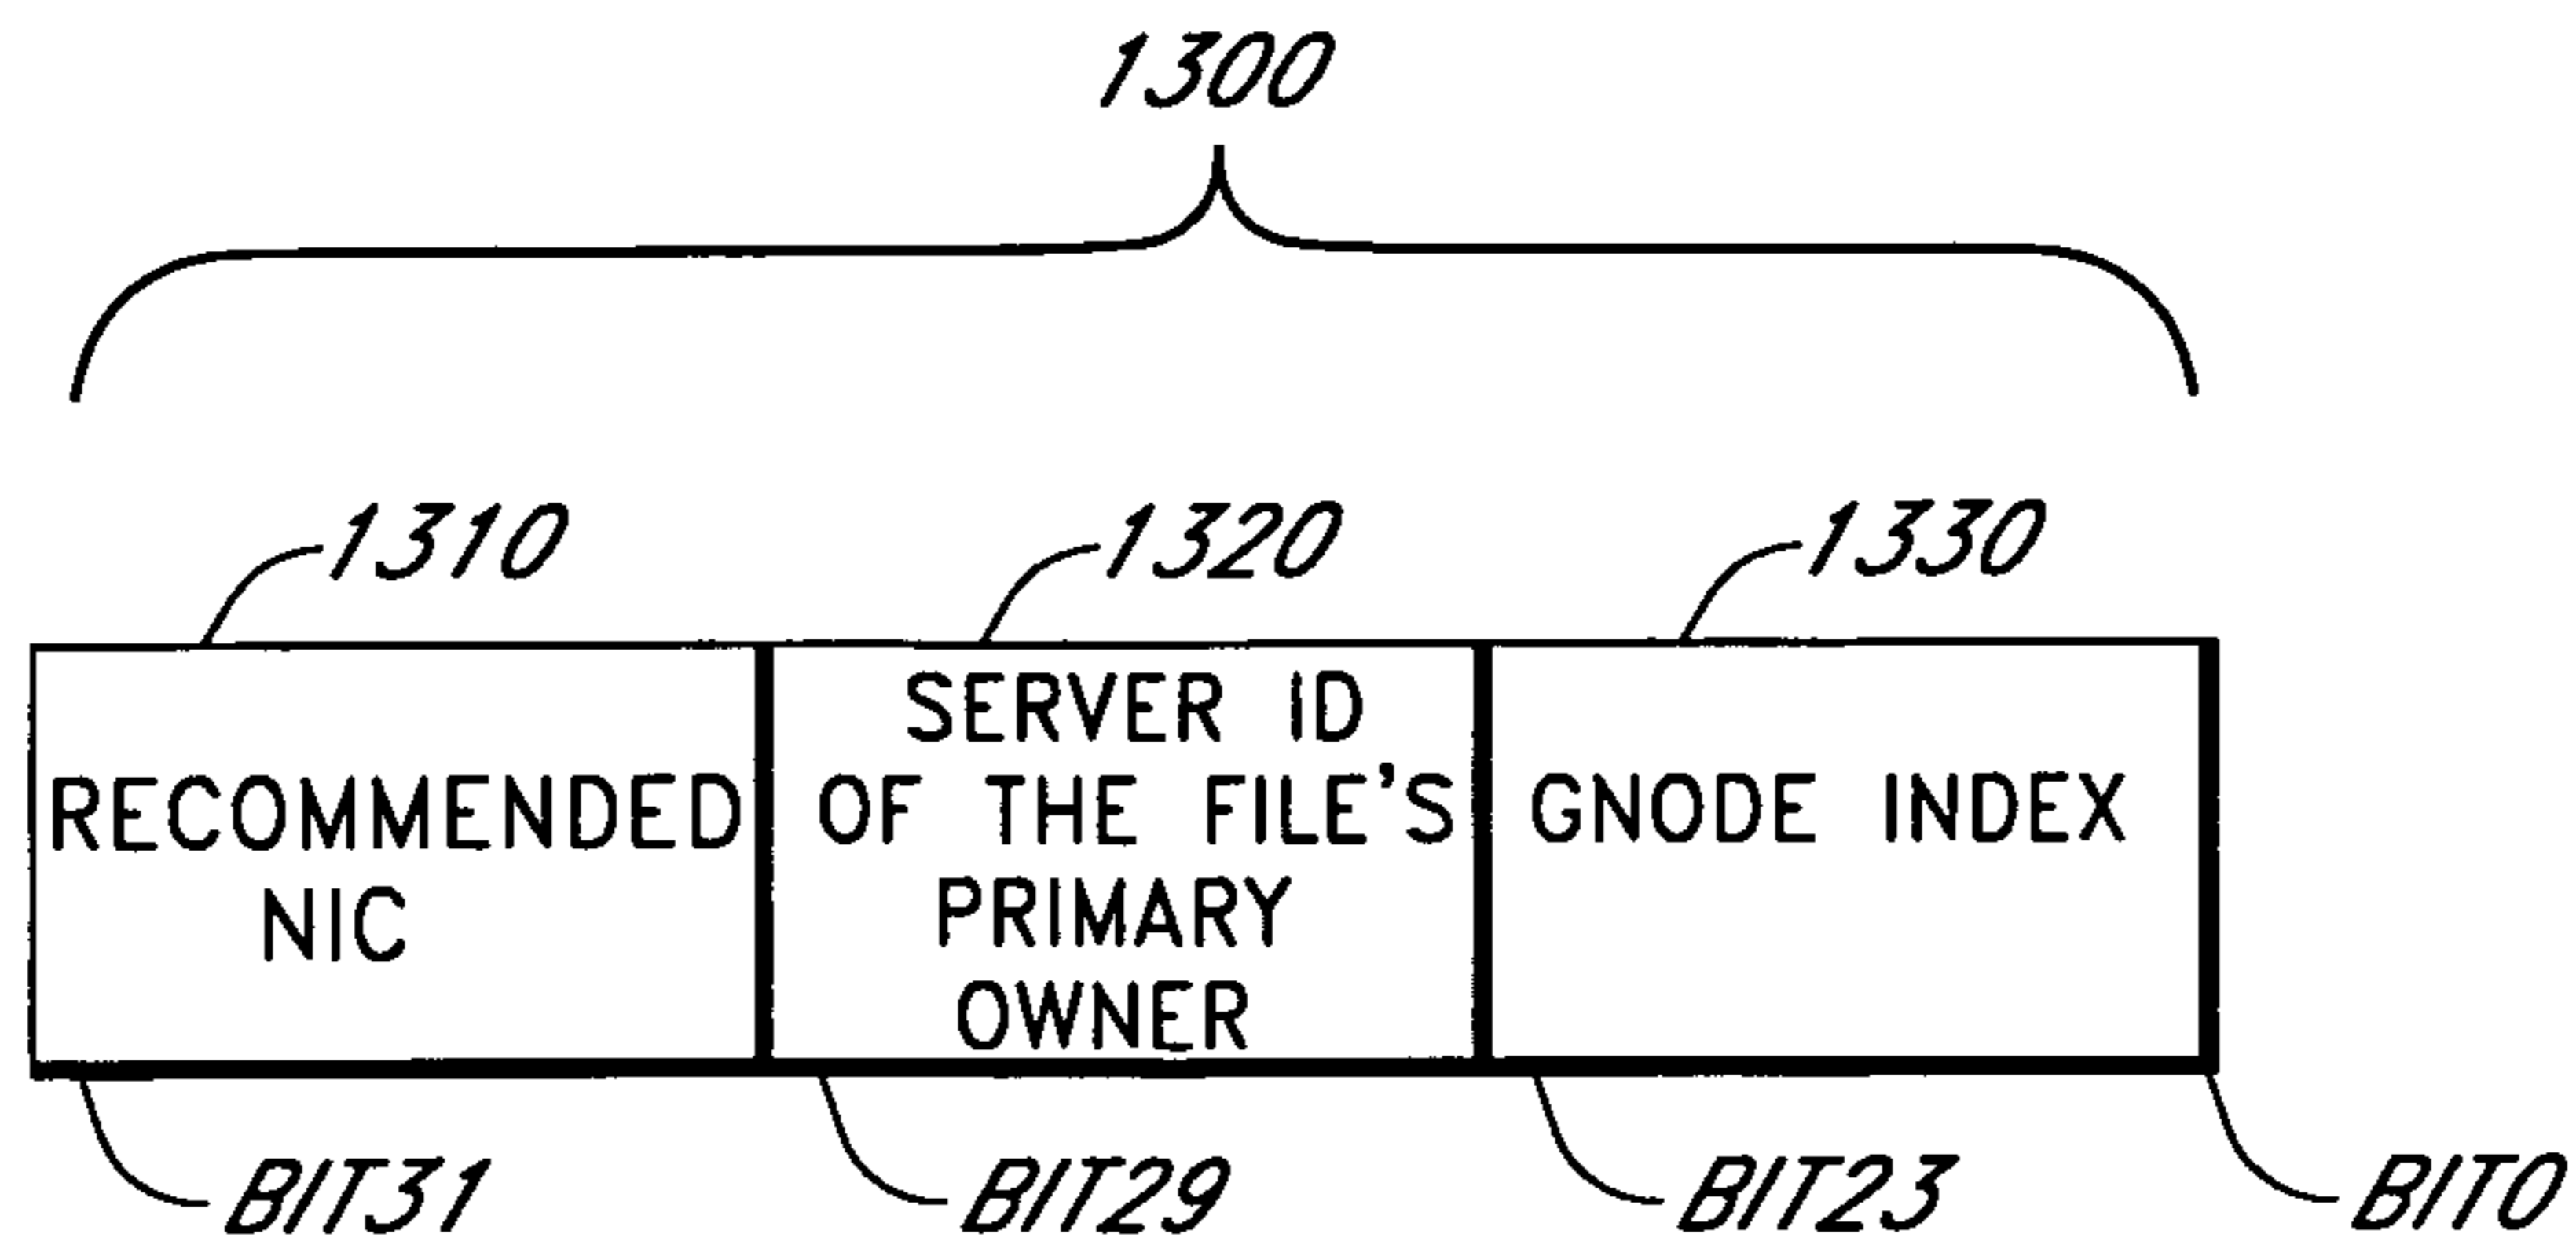 1300
1310 1320 1330
RECOMMENDED NIC
SERVER ID
OF THE FILE'S
PRIMARY
OWNER
GNODE INDEX
BIT31 BIT29 BIT23 BIT0